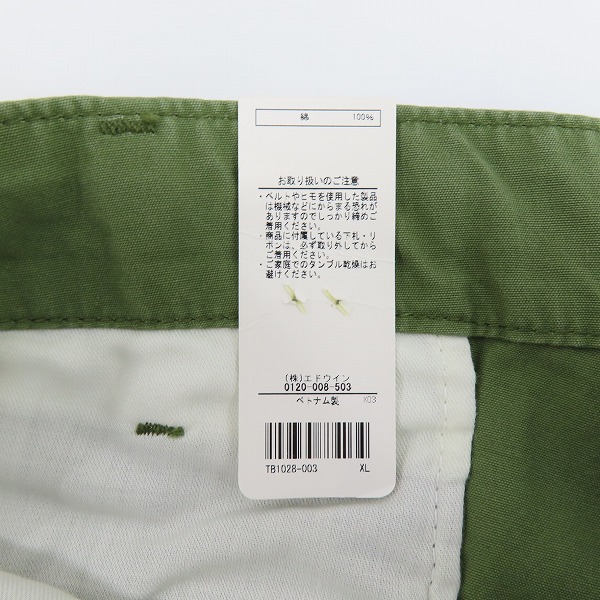 綿 100%
お取り扱いのご注意
・ベルトやヒモを使用した製品
は機械などにからまる恐れが
ありますのでしっかり締めご
着用ください。
・商品に付属している下札・リ
ボンは、必ず取り外してから
ご着用ください。
・ご家庭でのタンブル乾燥はお
避けください。
(株)エドウイン
0120-008-503
ベトナム製 X03
TB1028-003 XL